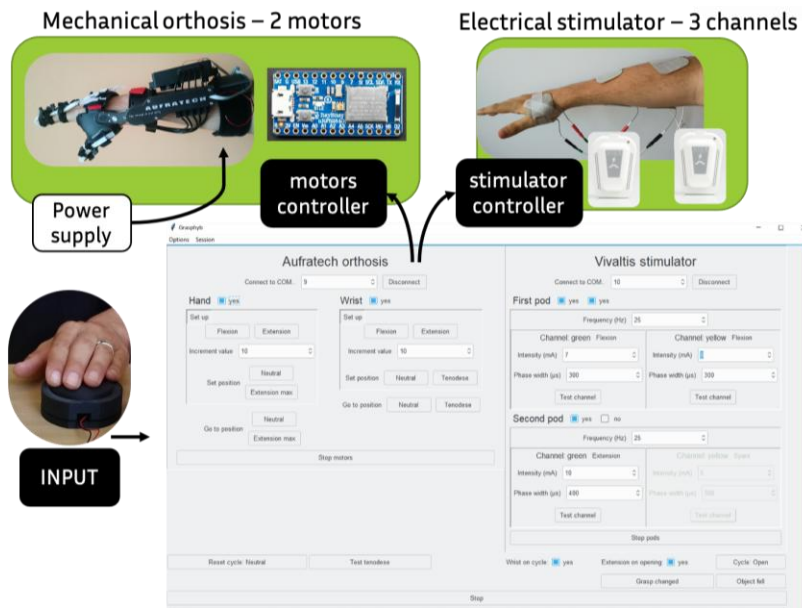 Mechanical orthosis – 2 motors
Electrical stimulator – 3 channels
AUFRATECH
motors
controller
stimulator
controller
Power
supply
INPUT
Grasphyb
Options Session
Aufratech orthosis
Connect to COM.. 9 Disconnect
Hand yes
Set up
Flexion Extension
Increment value 10
Set position
Neutral
Extension max
Go to position
Neutral
Extension max
Wrist yes
Set up
Flexion Extension
Increment value 10
Set position Neutral Tenodese
Go to position Neutral Tenodese
Stop motors
Vivaltis stimulator
Connect to COM.. 10 Disconnect
First pod yes yes
Frequency (Hz) 25
Channel green Flexion
Intensity (mA) 7
Phase width (µs) 300
Test channel
Channel yellow Flexion
Intensity (mA)
Phase width (µs) 300
Test channel
Second pod yes no
Frequency (Hz) 25
Channel green Extension
Intensity (mA) 10
Phase width (µs) 400
Test channel
Channel yellow
Intensity (mA)
Phase width (µs)
Test channel
Stop pods
Reset cycle: Neutral Test tenodese
Wrist on cycle: yes Extension on opening: yes Cycle: Open
Grasp changed Object fell
Stop